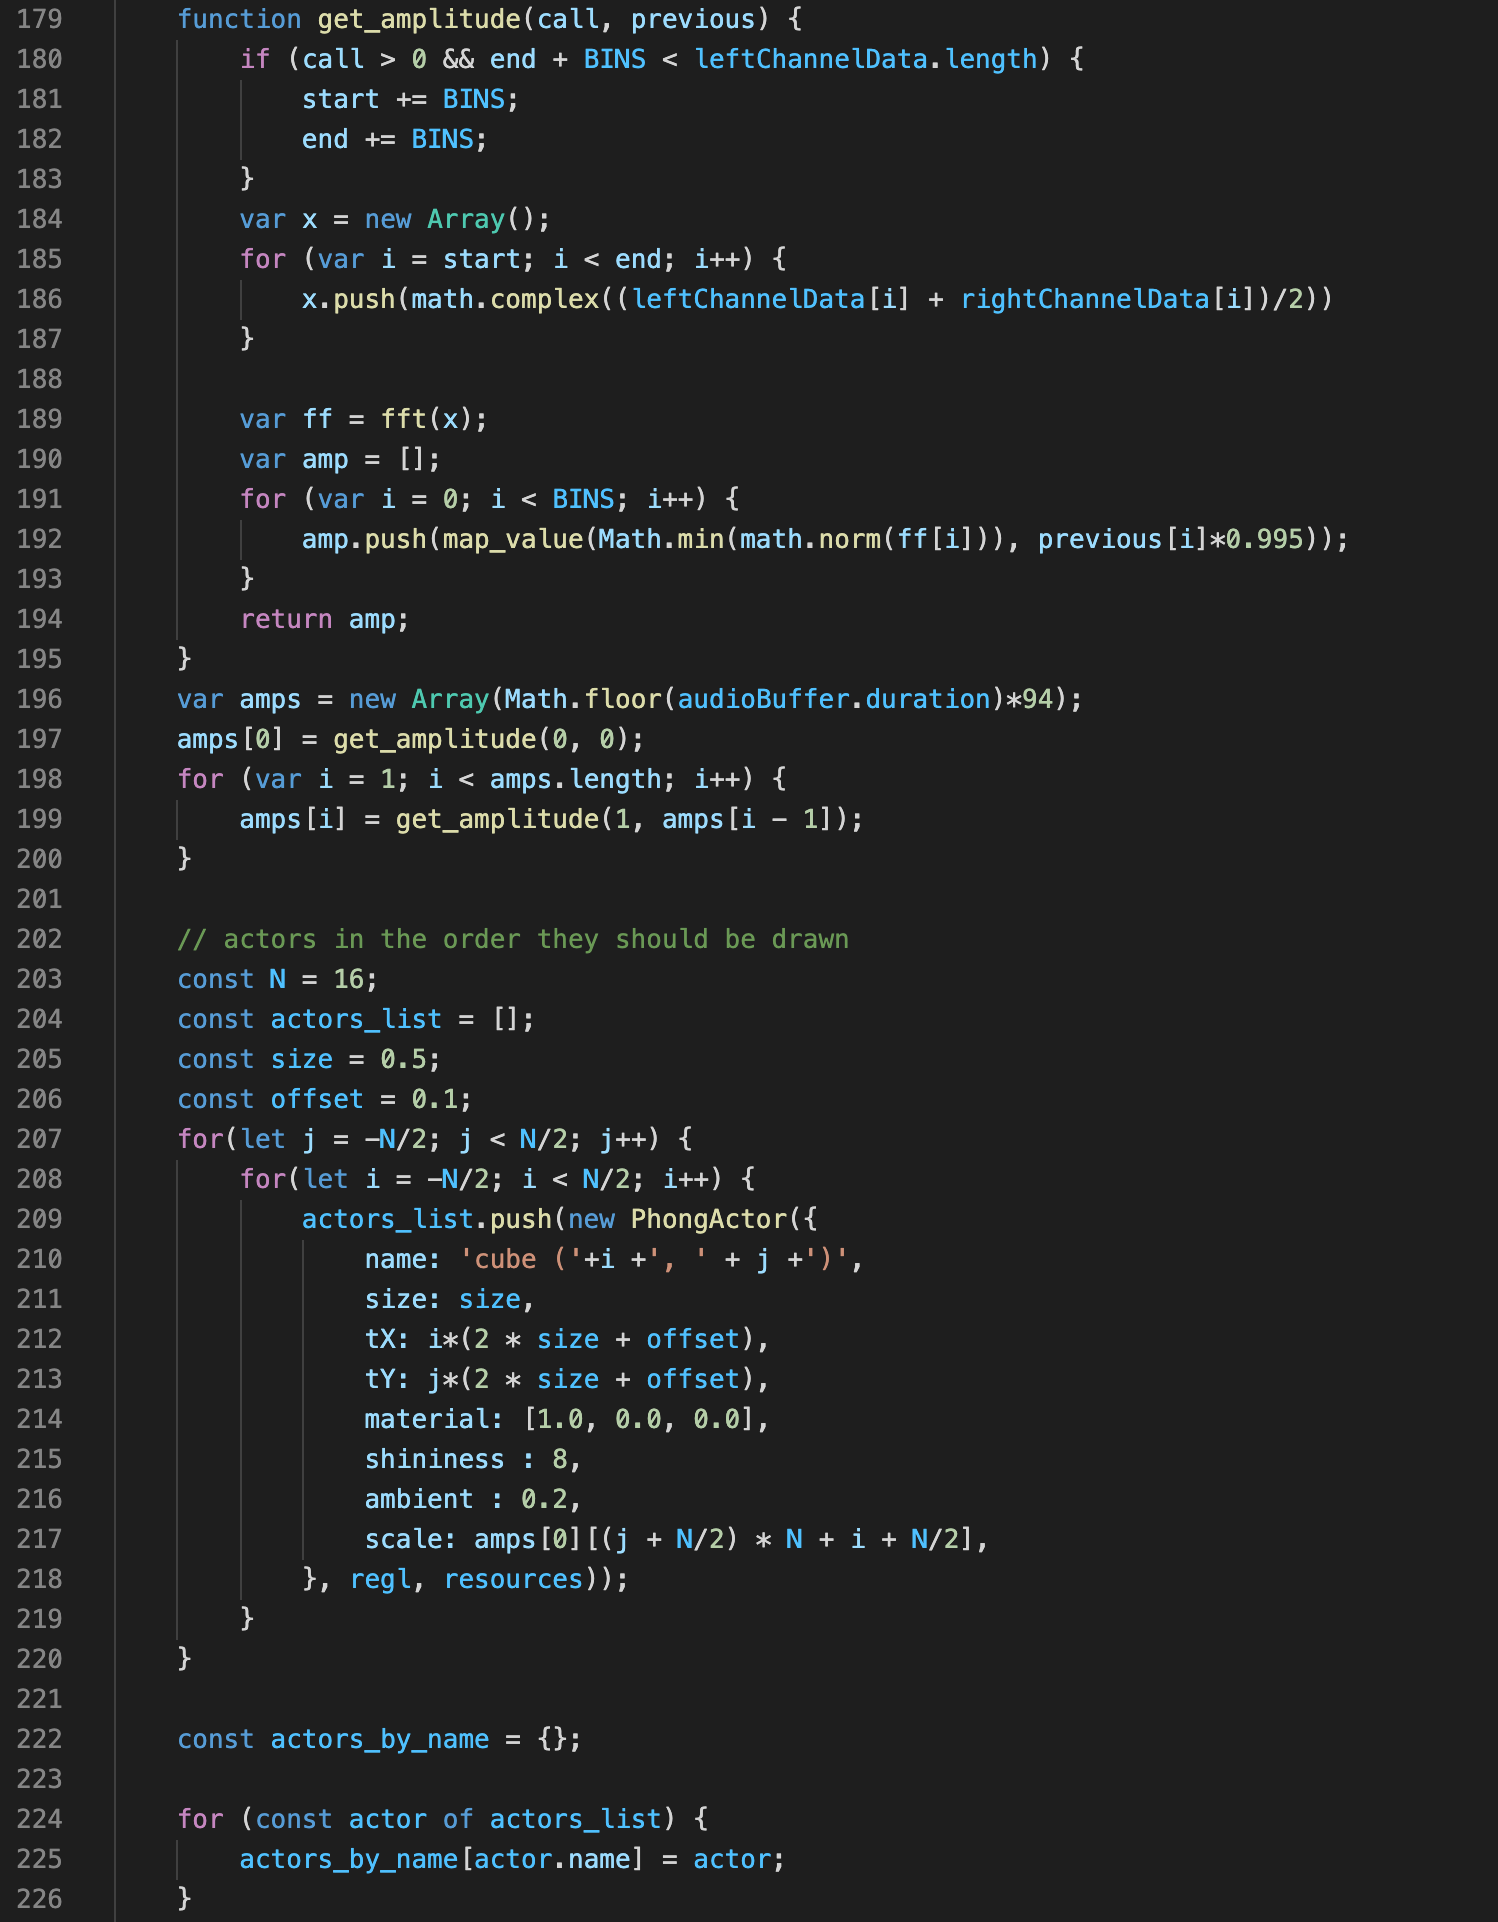 179 function get_amplitude(call, previous) {
180 if (call > 0 && end + BINS < leftChannelData.length) {
181 start += BINS;
182 end += BINS;
183 }
184 var x = new Array();
185 for (var i = start; i < end; i++) {
186 x.push(math.complex((leftChannelData[i] + rightChannelData[i])/2))
187 }
188
189 var ff = fft(x);
190 var amp = [];
191 for (var i = 0; i < BINS; i++) {
192 amp.push(map_value(Math.min(math.norm(ff[i])), previous[i]*0.995));
193 }
194 return amp;
195 }
196 var amps = new Array(Math.floor(audioBuffer.duration)*94);
197 amps[0] = get_amplitude(0, 0);
198 for (var i = 1; i < amps.length; i++) {
199 amps[i] = get_amplitude(1, amps[i - 1]);
200 }
201
202 // actors in the order they should be drawn
203 const N = 16;
204 const actors_list = [];
205 const size = 0.5;
206 const offset = 0.1;
207 for(let j = -N/2; j < N/2; j++) {
208 for(let i = -N/2; i < N/2; i++) {
209 actors_list.push(new PhongActor({
210 name: 'cube ('+i +', ' + j +')',
211 size: size,
212 tX: i*(2 * size + offset),
213 tY: j*(2 * size + offset),
214 material: [1.0, 0.0, 0.0],
215 shininess : 8,
216 ambient : 0.2,
217 scale: amps[0][(j + N/2) * N + i + N/2],
218 }, regl, resources));
219 }
220 }
221
222 const actors_by_name = {};
223
224 for (const actor of actors_list) {
225 actors_by_name[actor.name] = actor;
226 }